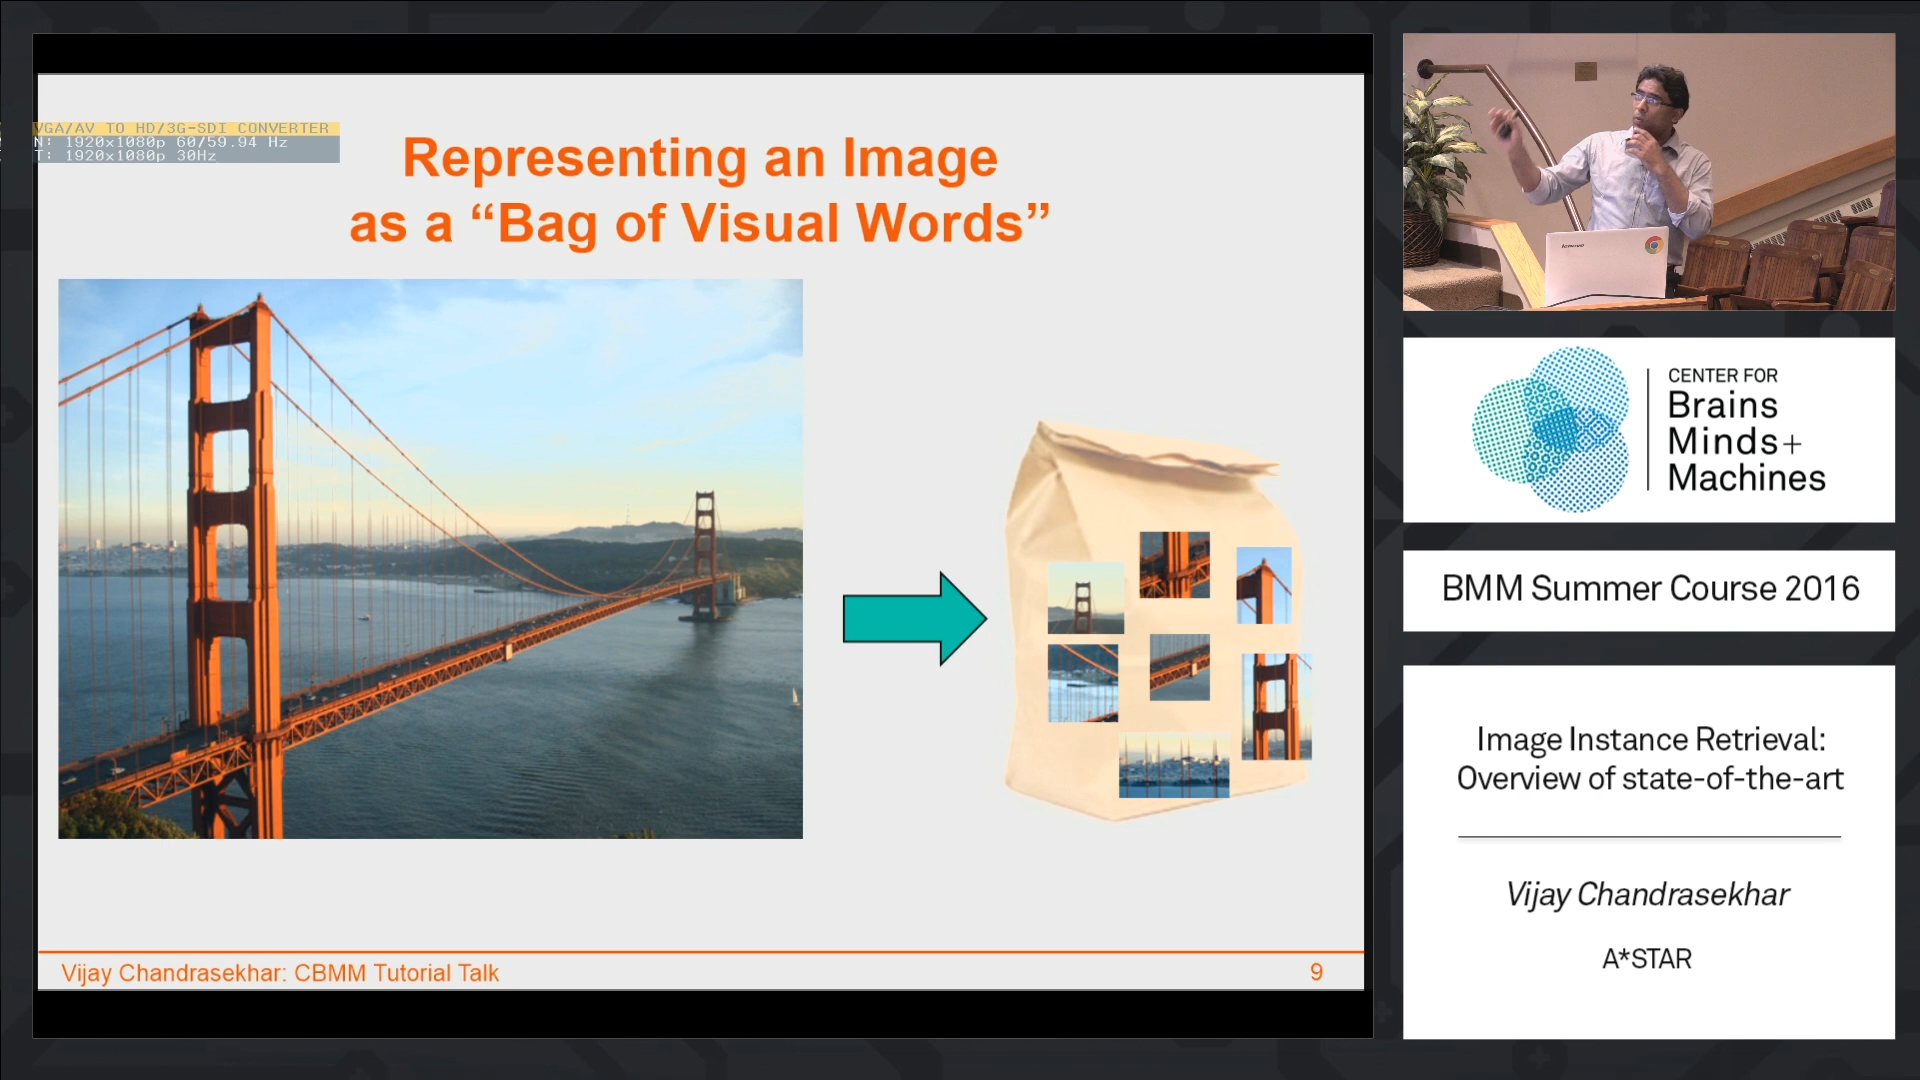 VGA/AV TO HD/3G-SDI CONVERTER
N: 1920x1080p 60/59.94 Hz
T: 1920x1080p 30Hz
Representing an Image
as a “Bag of Visual Words”
Vijay Chandrasekhar: CBMM Tutorial Talk
9
lenovo
CENTER FOR
Brains
Minds+
Machines
BMM Summer Course 2016
Image Instance Retrieval:
Overview of state-of-the-art
Vijay Chandrasekhar
A*STAR